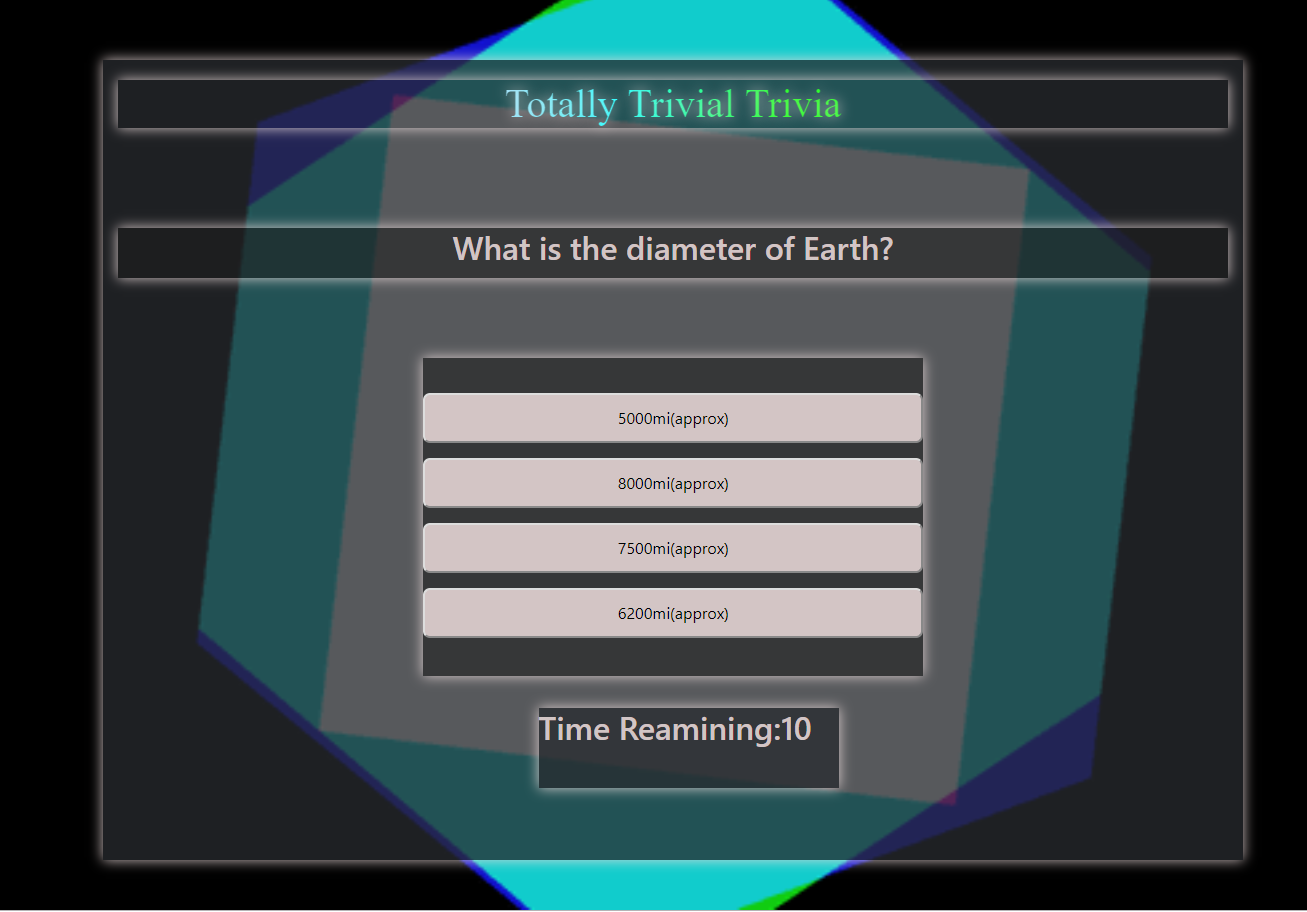 Totally Trivial Trivia
What is the diameter of Earth?
5000mi(approx)
8000mi(approx)
7500mi(approx)
6200mi(approx)
Time Reamining:10